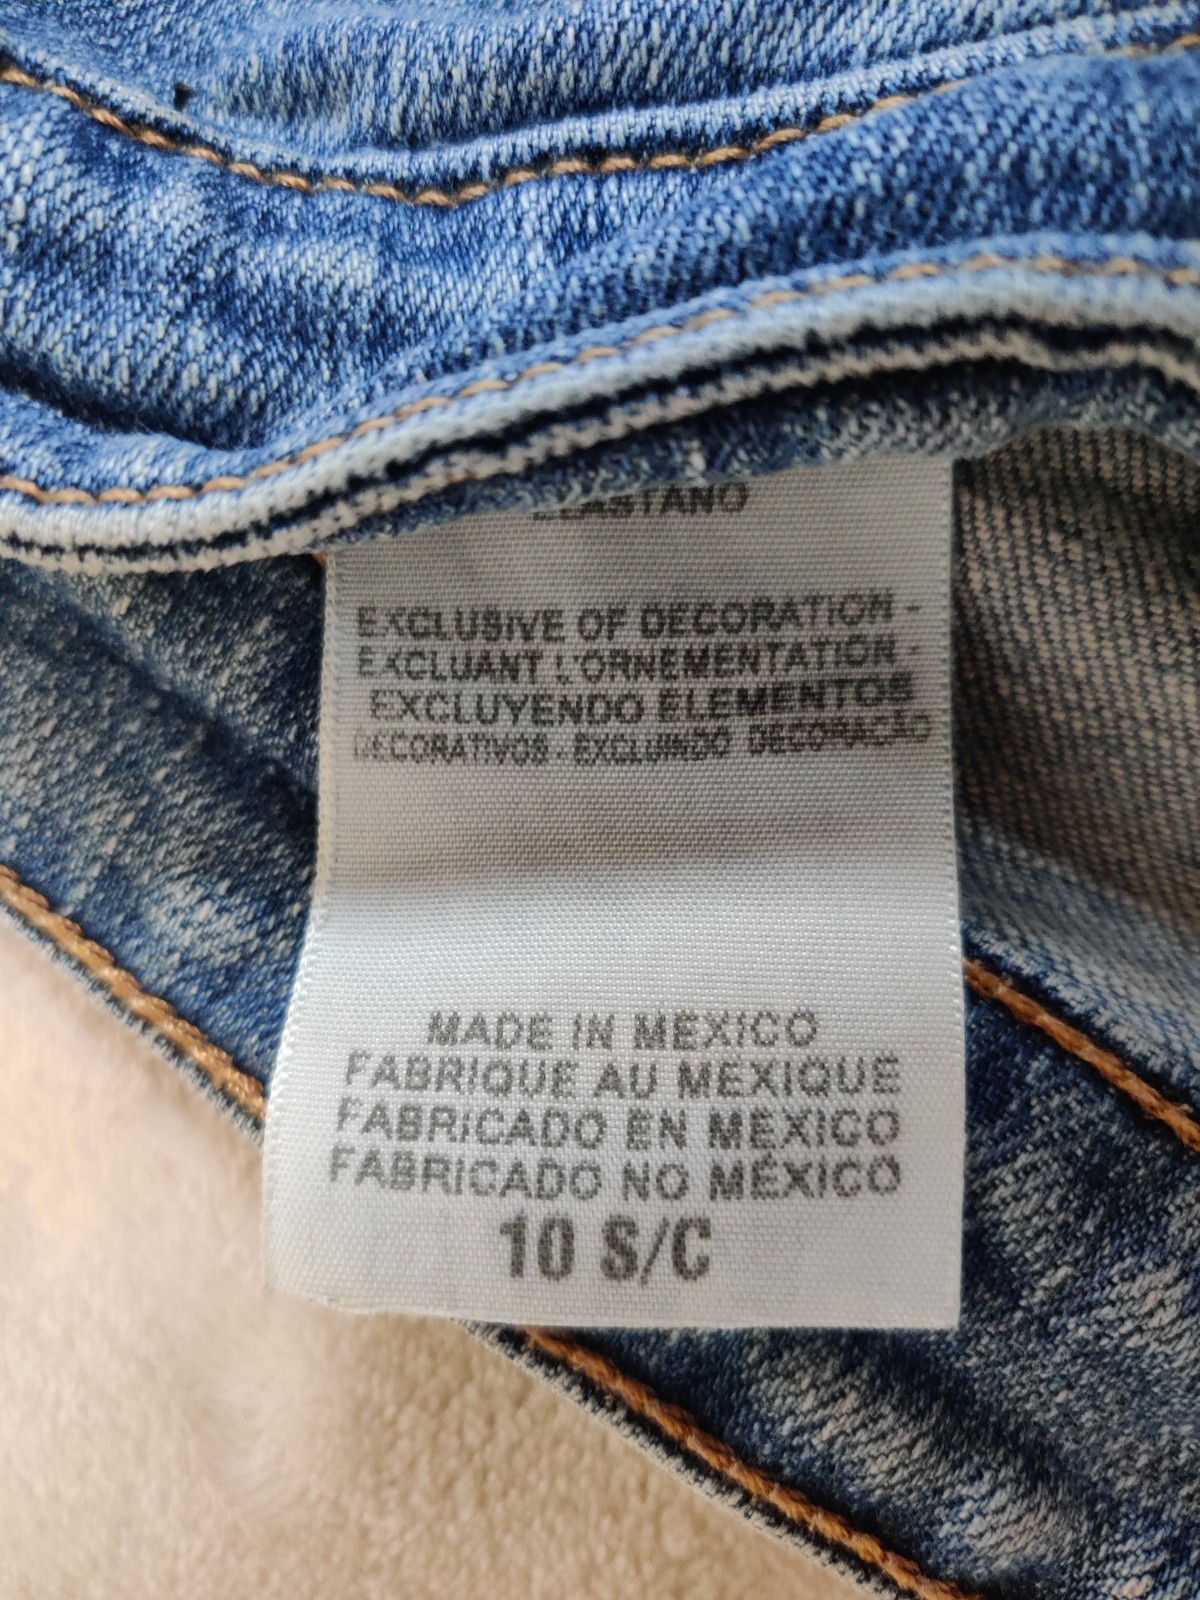 ELASTANO
EXCLUSIVE OF DECORATION -
EXCLUANT L'ORNEMENTATION -
EXCLUYENDO ELEMENTOS
DECORATIVOS - EXCLUINDO DECORAÇÃO
MADE IN MEXICO
FABRIQUE AU MEXIQUE
FABRICADO EN MEXICO
FABRICADO NO MÉXICO
10 S/C